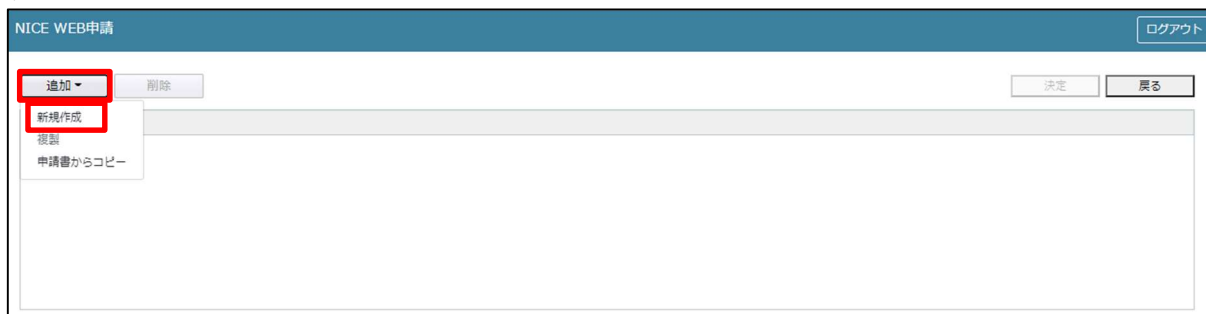 NICE WEB申請
ログアウト
追加
削除
決定
戻る
新規作成
複製
申請書からコピー